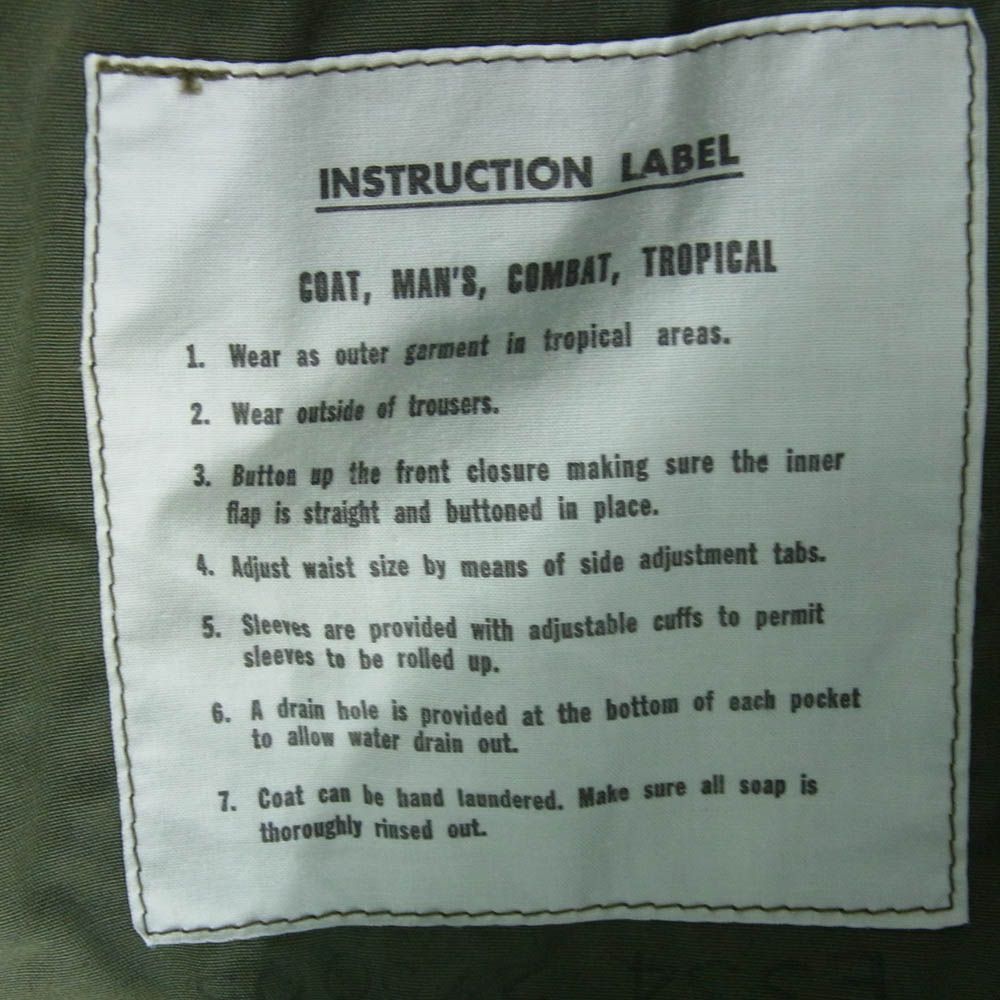 INSTRUCTION LABEL
COAT, MAN'S, COMBAT, TROPICAL
1. Wear as outer garment in tropical areas.
2. Wear outside of trousers.
3. Button up the front closure making sure the inner
flap is straight and buttoned in place.
4. Adjust waist size by means of side adjustment tabs.
5. Sleeves are provided with adjustable cuffs to permit
sleeves to be rolled up.
6. A drain hole is provided at the bottom of each pocket
to allow water drain out.
7. Coat can be hand laundered. Make sure all soap is
thoroughly rinsed out.